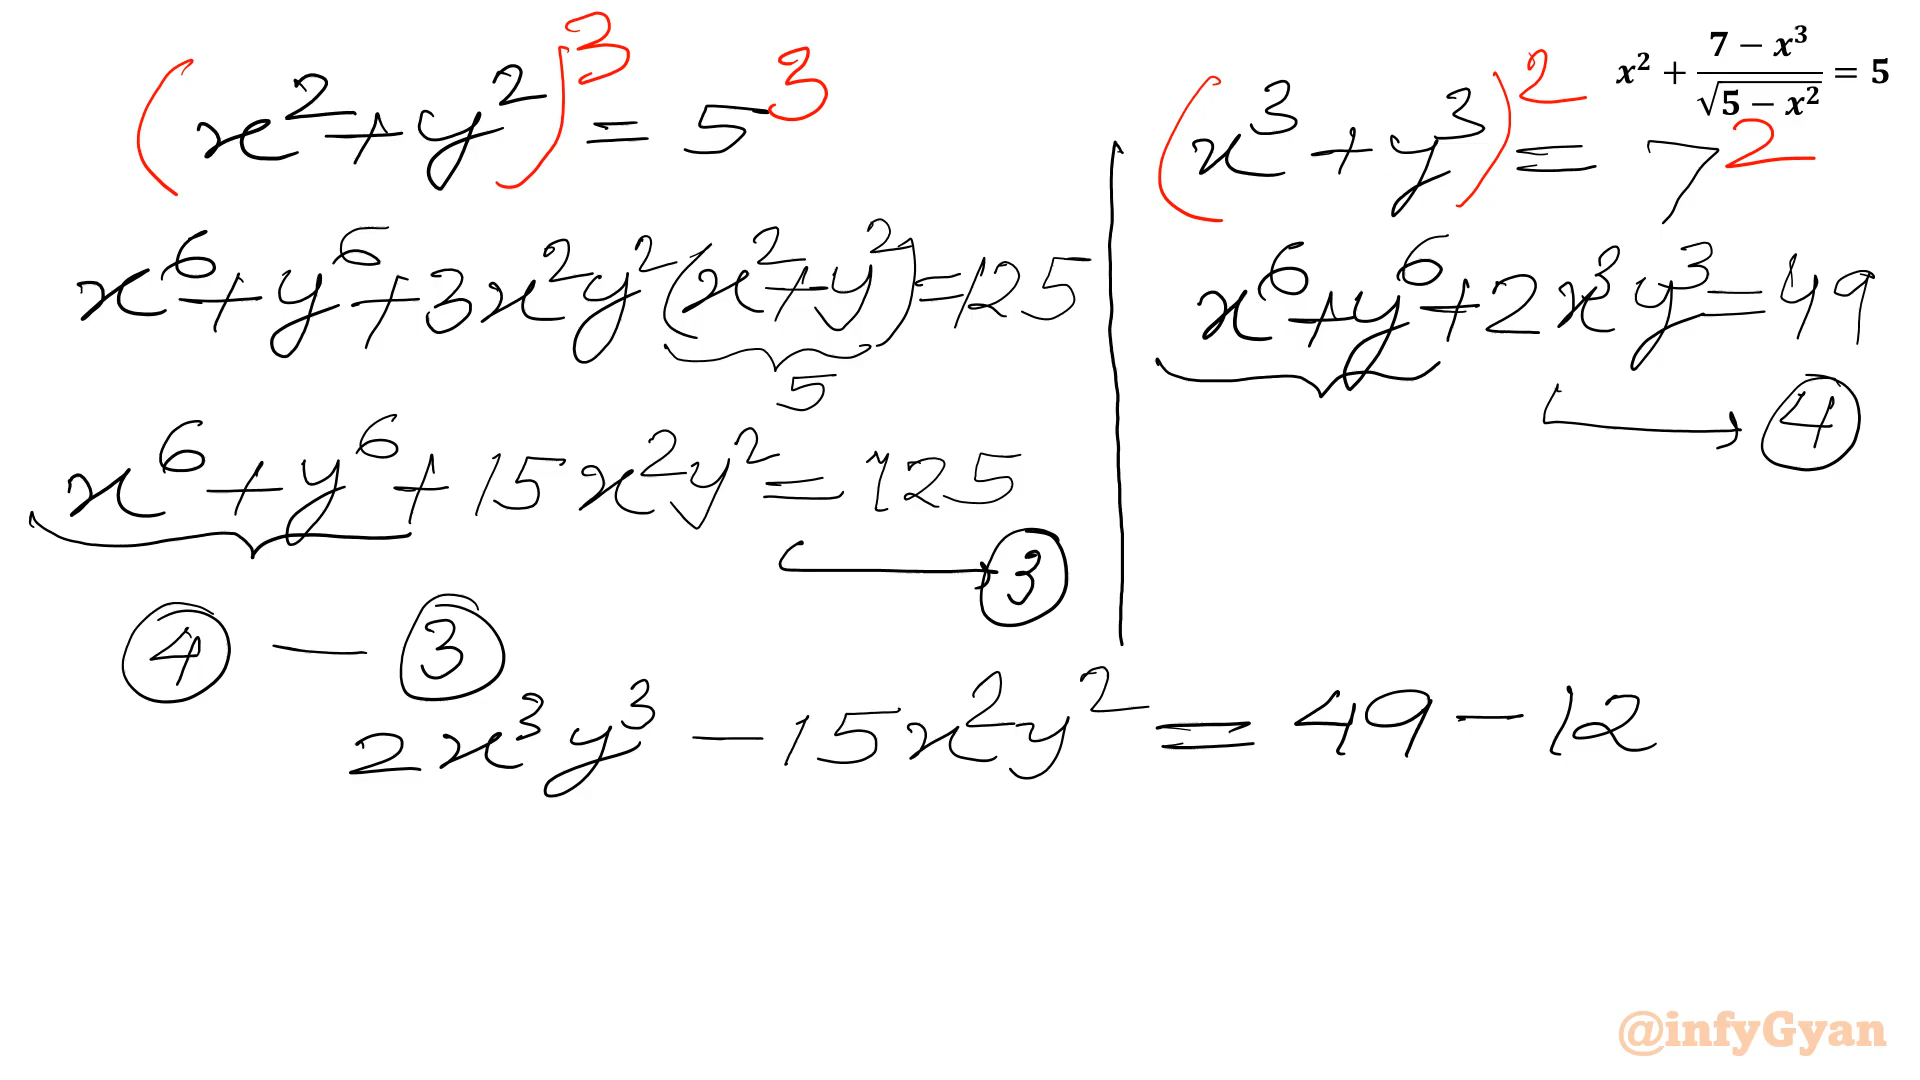 (x² + y²)³ = 5³
x⁶ + y⁶ + 3x²y²(x² + y²) = 125
5
x⁶ + y⁶ + 15x²y² = 125
③
(x³ + y³)² = 7²
x⁶ + y⁶ + 2x³y³ = 49
④
x² + (7 − x³)/√(5 − x²) = 5
④ − ③
2x³y³ − 15x²y² = 49 − 12
@infyGyan